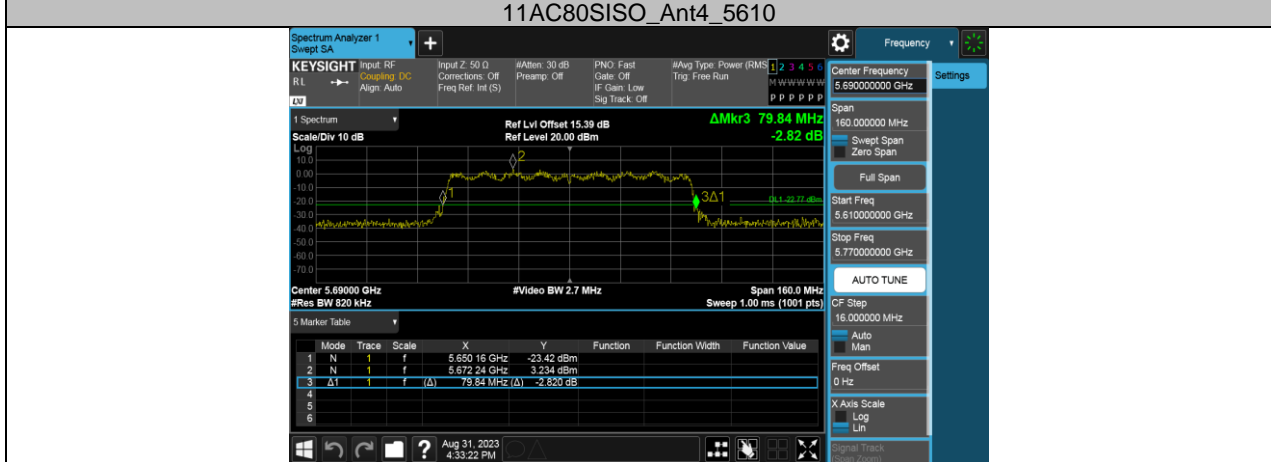 11AC80SISO_Ant4_5610
Spectrum Analyzer 1
Swept SA
+
Frequency
KEYSIGHT
RL
LXI
Input: RF
Coupling: DC
Align: Auto
Input Z: 50 Ω
Corrections: Off
Freq Ref: Int (S)
#Atten: 30 dB
Preamp: Off
PNO: Fast
Gate: Off
IF Gain: Low
Sig Track: Off
#Avg Type: Power (RMS
Trig: Free Run
1 2 3 4 5 6
M W W W W W
P P P P P P
Center Frequency
5.690000000 GHz
Settings
Span
160.000000 MHz
Swept Span
Zero Span
Full Span
Start Freq
5.610000000 GHz
Stop Freq
5.770000000 GHz
AUTO TUNE
CF Step
16.000000 MHz
Auto
Man
Freq Offset
0 Hz
X Axis Scale
Log
Lin
Signal Track
(Span Zoom)
1 Spectrum
Scale/Div 10 dB
Ref Lvl Offset 15.39 dB
Ref Level 20.00 dBm
ΔMkr3 79.84 MHz
-2.82 dB
Log
10.0
0.00
-10.0
-20.0
-30.0
-40.0
-50.0
-60.0
-70.0
1
2
3Δ1
DL1 -22.77 dBm
Center 5.69000 GHz
#Video BW 2.7 MHz
Span 160.0 MHz
#Res BW 820 kHz
Sweep 1.00 ms (1001 pts)
5 Marker Table
Mode Trace Scale X Y Function Function Width Function Value
1 N 1 f 5.650 16 GHz -23.42 dBm
2 N 1 f 5.672 24 GHz 3.234 dBm
3 Δ1 1 f (Δ) 79.84 MHz (Δ) -2.820 dB
4
5
6
?
Aug 31, 2023
4:33:22 PM